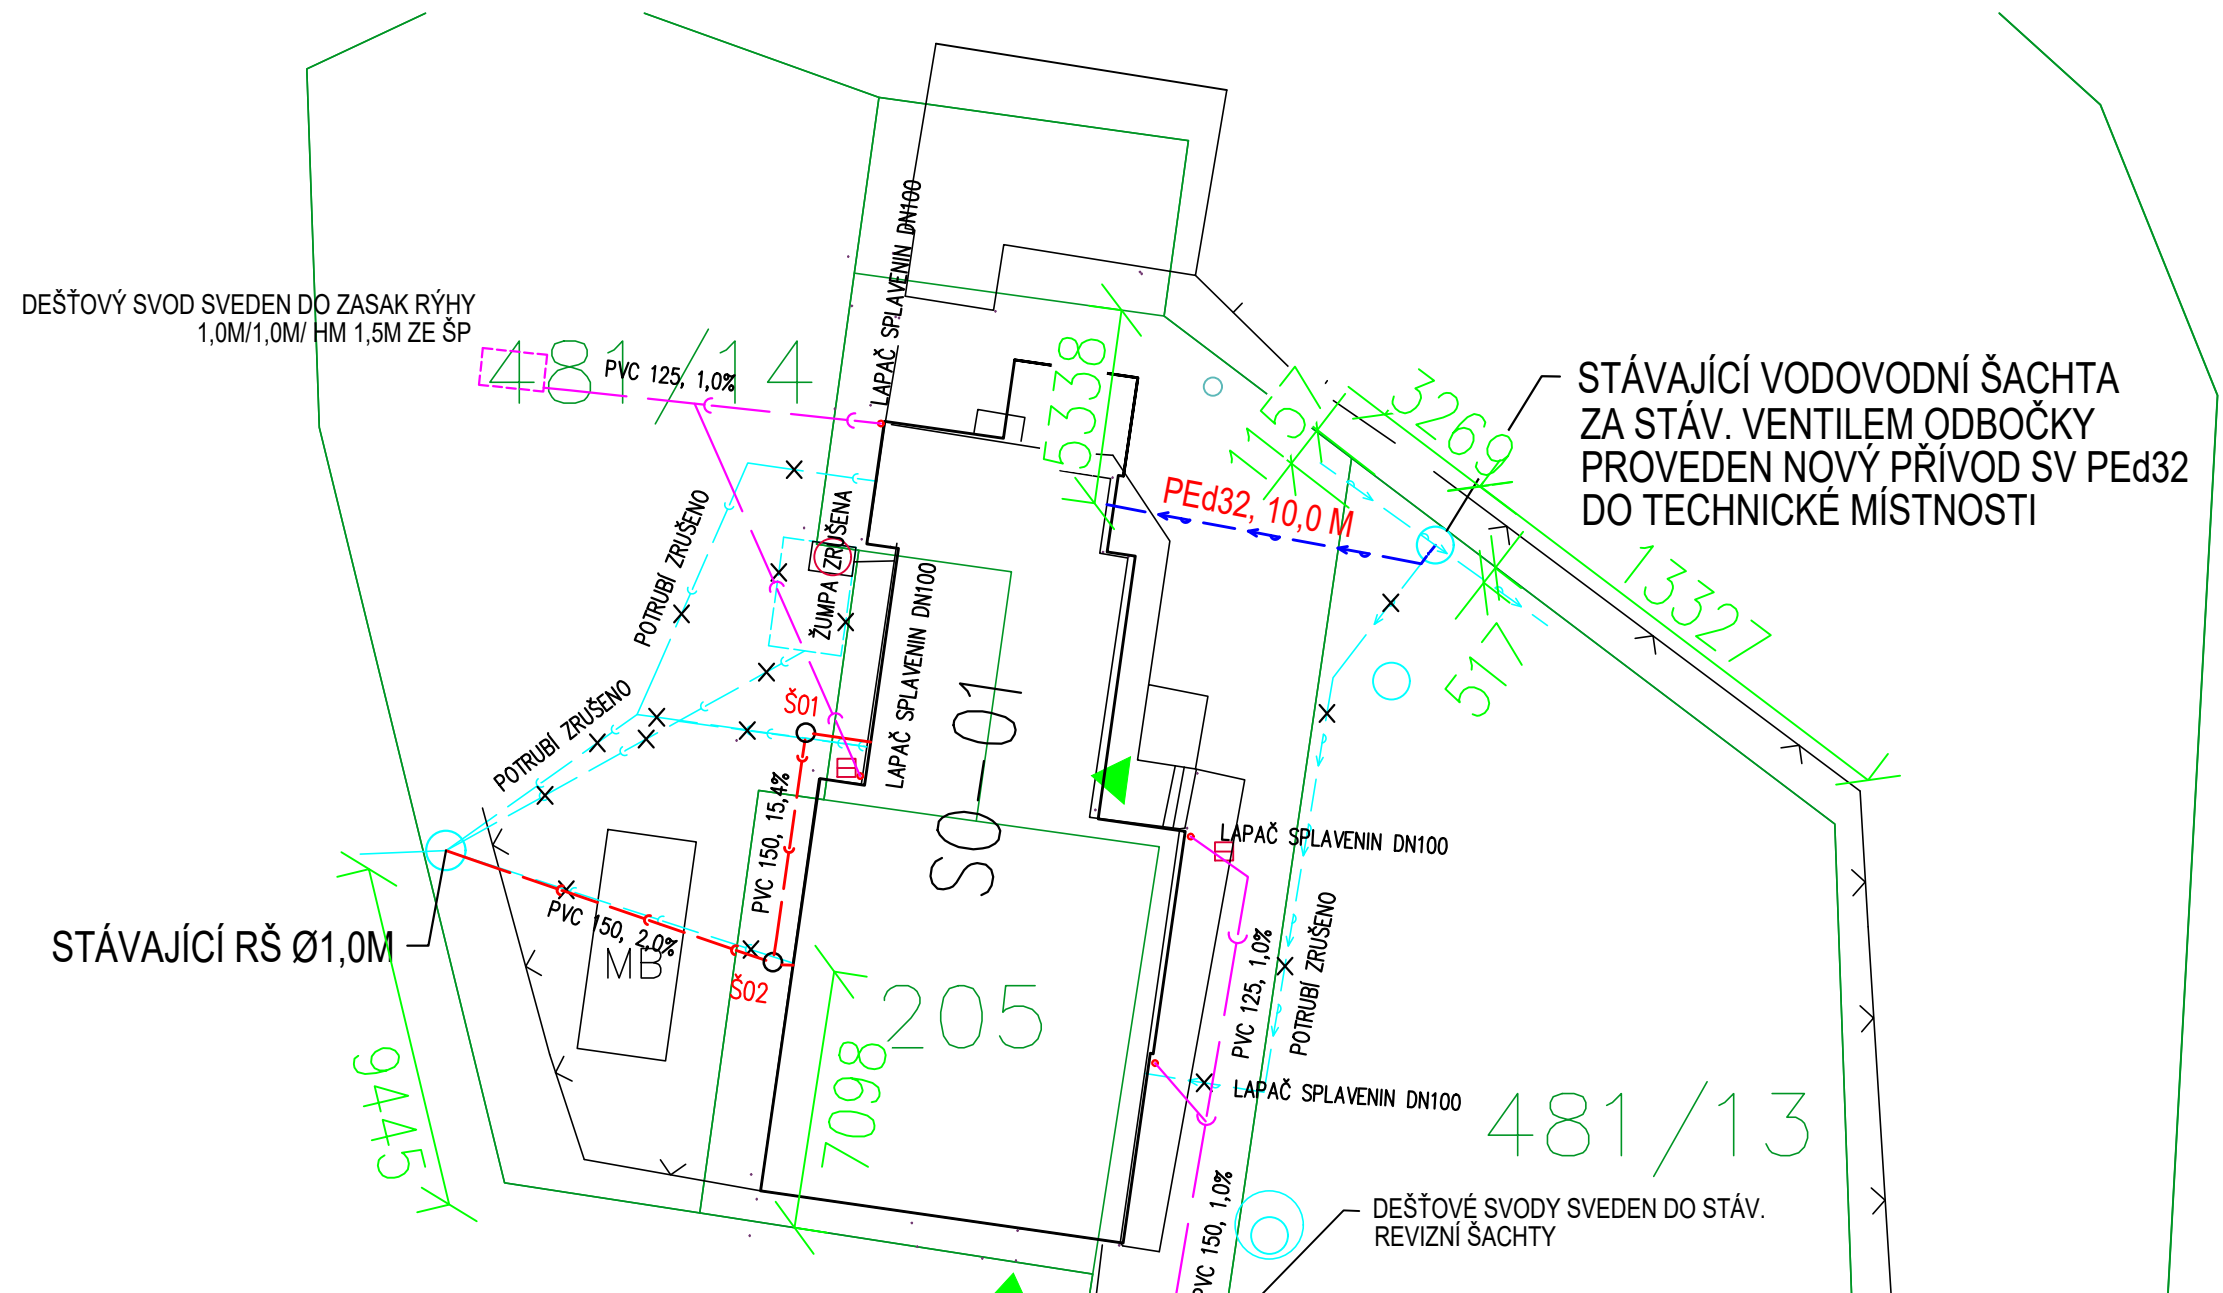 LAPAČ SPLAVENIN DN100
DEŠŤOVÝ SVOD SVEDEN DO ZASAK RÝHY
1,0M/1,0M/ HM 1,5M ZE ŠP
481/14
PVC 125, 1,0%
5338
1157
3269
STÁVAJÍCÍ VODOVODNÍ ŠACHTA
ZA STÁV. VENTILEM ODBOČKY
PROVEDEN NOVÝ PŘÍVOD SV PEd32
DO TECHNICKÉ MÍSTNOSTI
PEd32, 10,0 M
POTRUBÍ ZRUŠENO
ŽUMPA ZRUŠENA
LAPAČ SPLAVENIN DN100
13327
517
POTRUBÍ ZRUŠENO
Š01
SO-01
PVC 150, 15,4%
LAPAČ SPLAVENIN DN100
STÁVAJÍCÍ RŠ Ø1,0M
PVC 150, 2,0%
MB
Š02
205
PVC 125, 1,0%
POTRUBÍ ZRUŠENO
9445
7098
LAPAČ SPLAVENIN DN100
481/13
PVC 150, 1,0%
DEŠŤOVÉ SVODY SVEDEN DO STÁV.
REVIZNÍ ŠACHTY